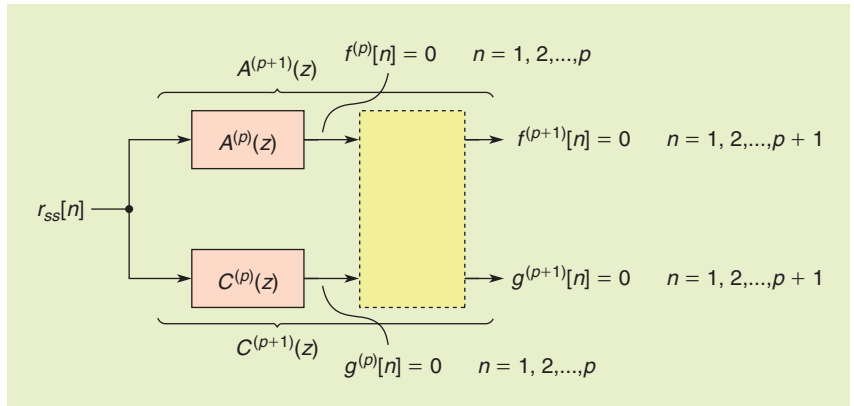 A^(p+1)(z)
f^(p)[n] = 0 n = 1, 2,...,p
A^(p)(z)
f^(p+1)[n] = 0 n = 1, 2,...,p + 1
r_ss[n]
C^(p)(z)
g^(p+1)[n] = 0 n = 1, 2,...,p + 1
C^(p+1)(z)
g^(p)[n] = 0 n = 1, 2,...,p